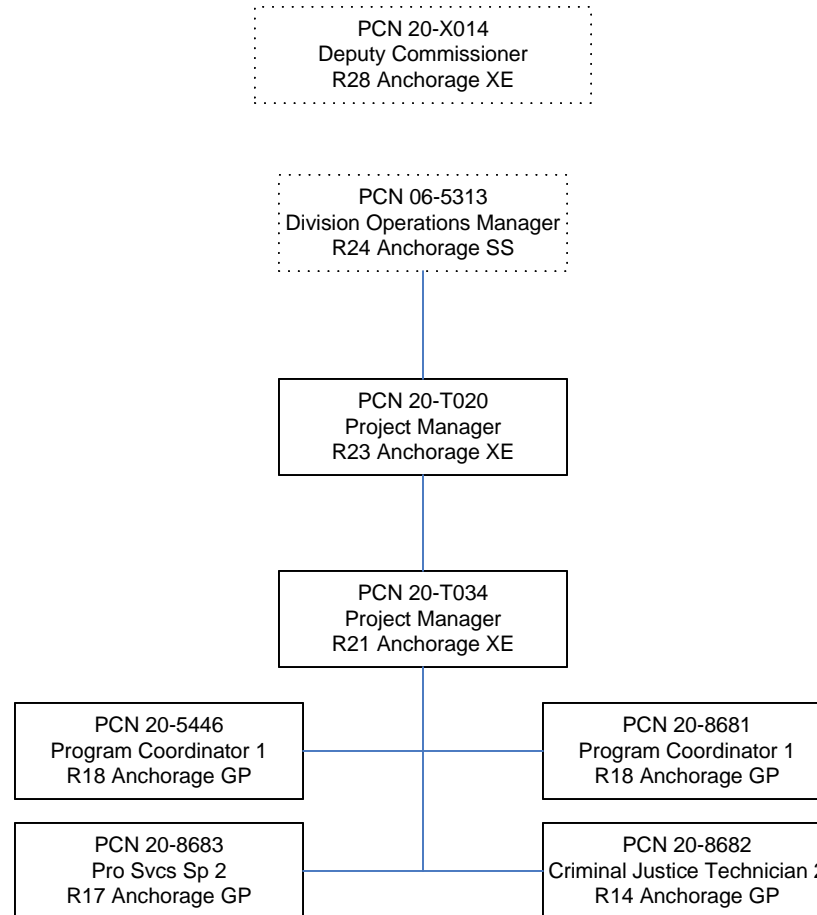 PCN 20-X014
Deputy Commissioner
R28 Anchorage XE
PCN 06-5313
Division Operations Manager
R24 Anchorage SS
PCN 20-T020
Project Manager
R23 Anchorage XE
PCN 20-T034
Project Manager
R21 Anchorage XE
PCN 20-5446
Program Coordinator 1
R18 Anchorage GP
PCN 20-8681
Program Coordinator 1
R18 Anchorage GP
PCN 20-8683
Pro Svcs Sp 2
R17 Anchorage GP
PCN 20-8682
Criminal Justice Technician 2
R14 Anchorage GP